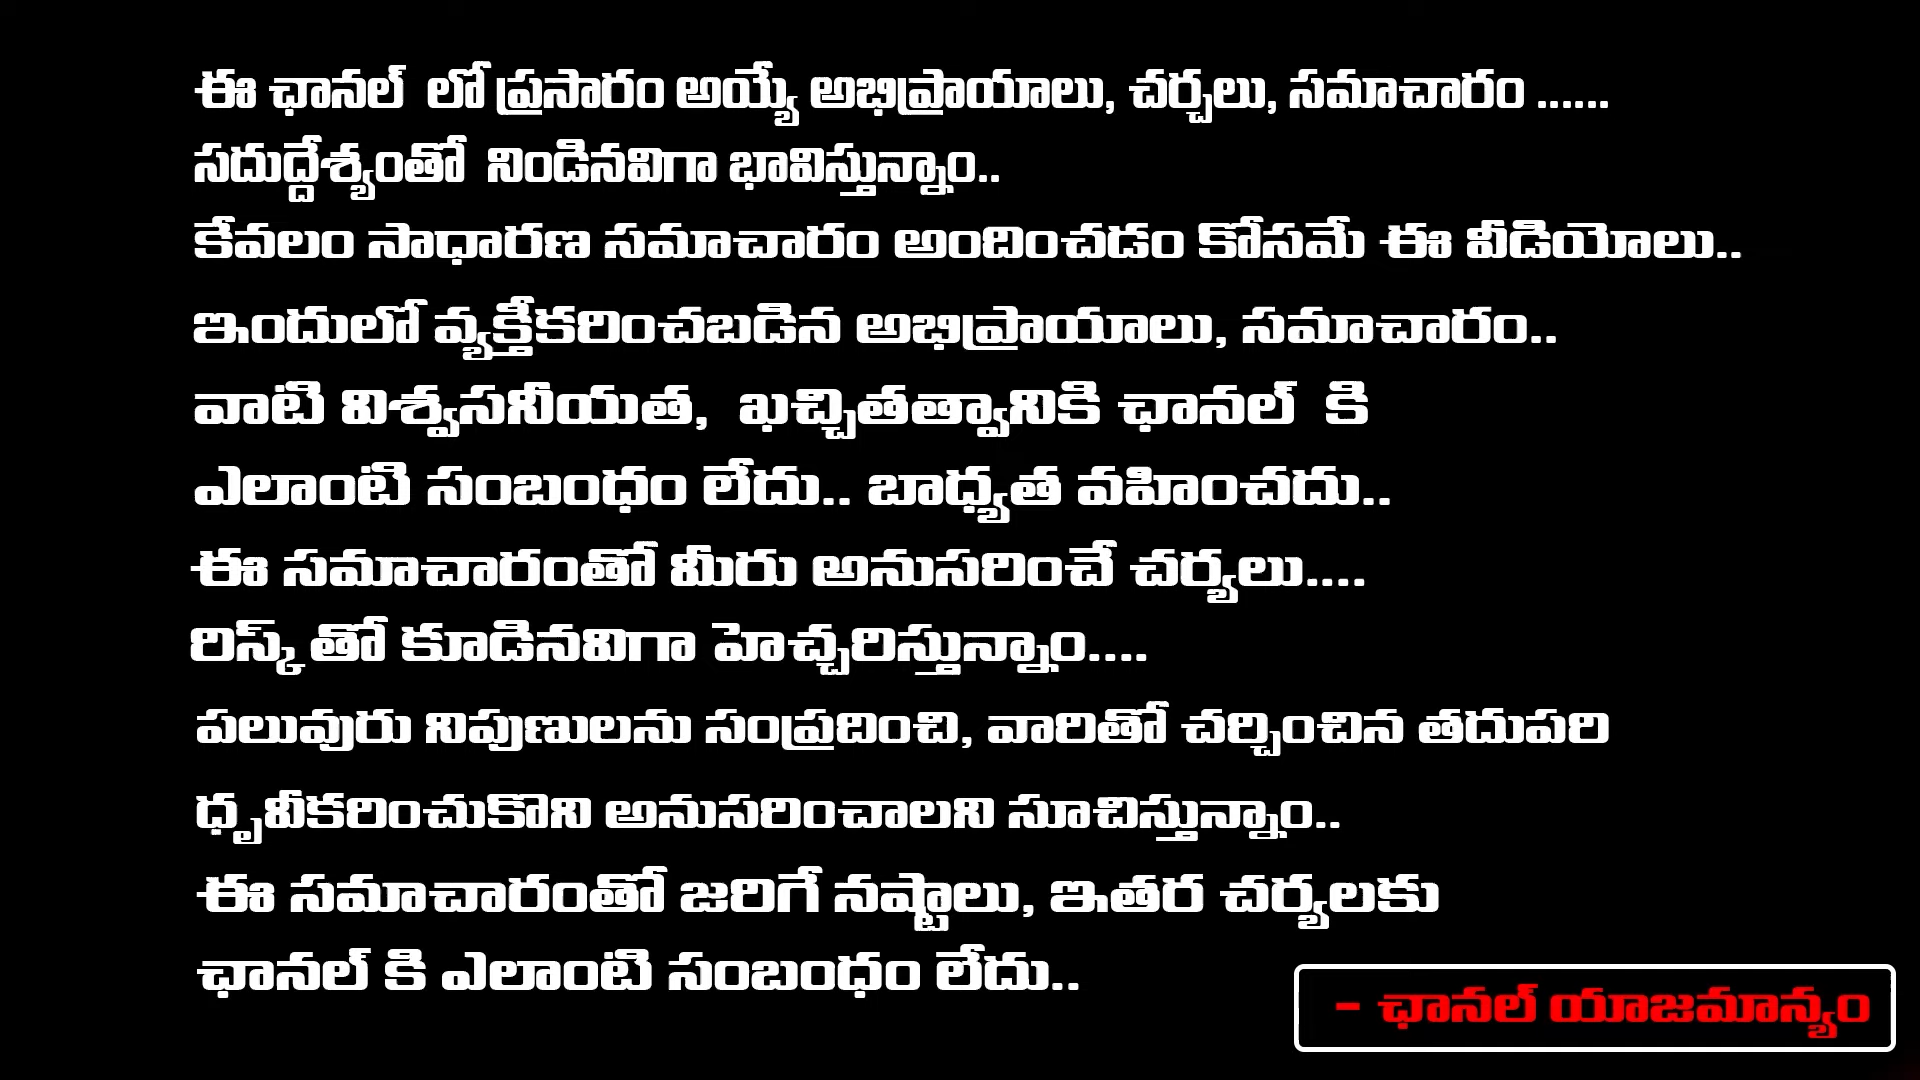 ఈ ఛానల్ లో ప్రసారం అయ్యే అభిప్రాయాలు, చర్చలు, సమాచారం ......
సదుద్దేశ్యంతో నిండినవిగా భావిస్తున్నాం..
కేవలం సాధారణ సమాచారం అందించడం కోసమే ఈ వీడియోలు..
ఇందులో వ్యక్తీకరించబడిన అభిప్రాయాలు, సమాచారం..
వాటి విశ్వసనీయత, ఖచ్చితత్వానికి ఛానల్ కి
ఎలాంటి సంబంధం లేదు.. బాధ్యత వహించదు..
ఈ సమాచారంతో మీరు అనుసరించే చర్యలు....
రిస్క్ తో కూడినవిగా హెచ్చరిస్తున్నాం....
పలువురు నిపుణులను సంప్రదించి, వారితో చర్చించిన తదుపరి
ధృవీకరించుకొని అనుసరించాలని సూచిస్తున్నాం..
ఈ సమాచారంతో జరిగే నష్టాలు, ఇతర చర్యలకు
ఛానల్ కి ఎలాంటి సంబంధం లేదు..
- ఛానల్ యాజమాన్యం